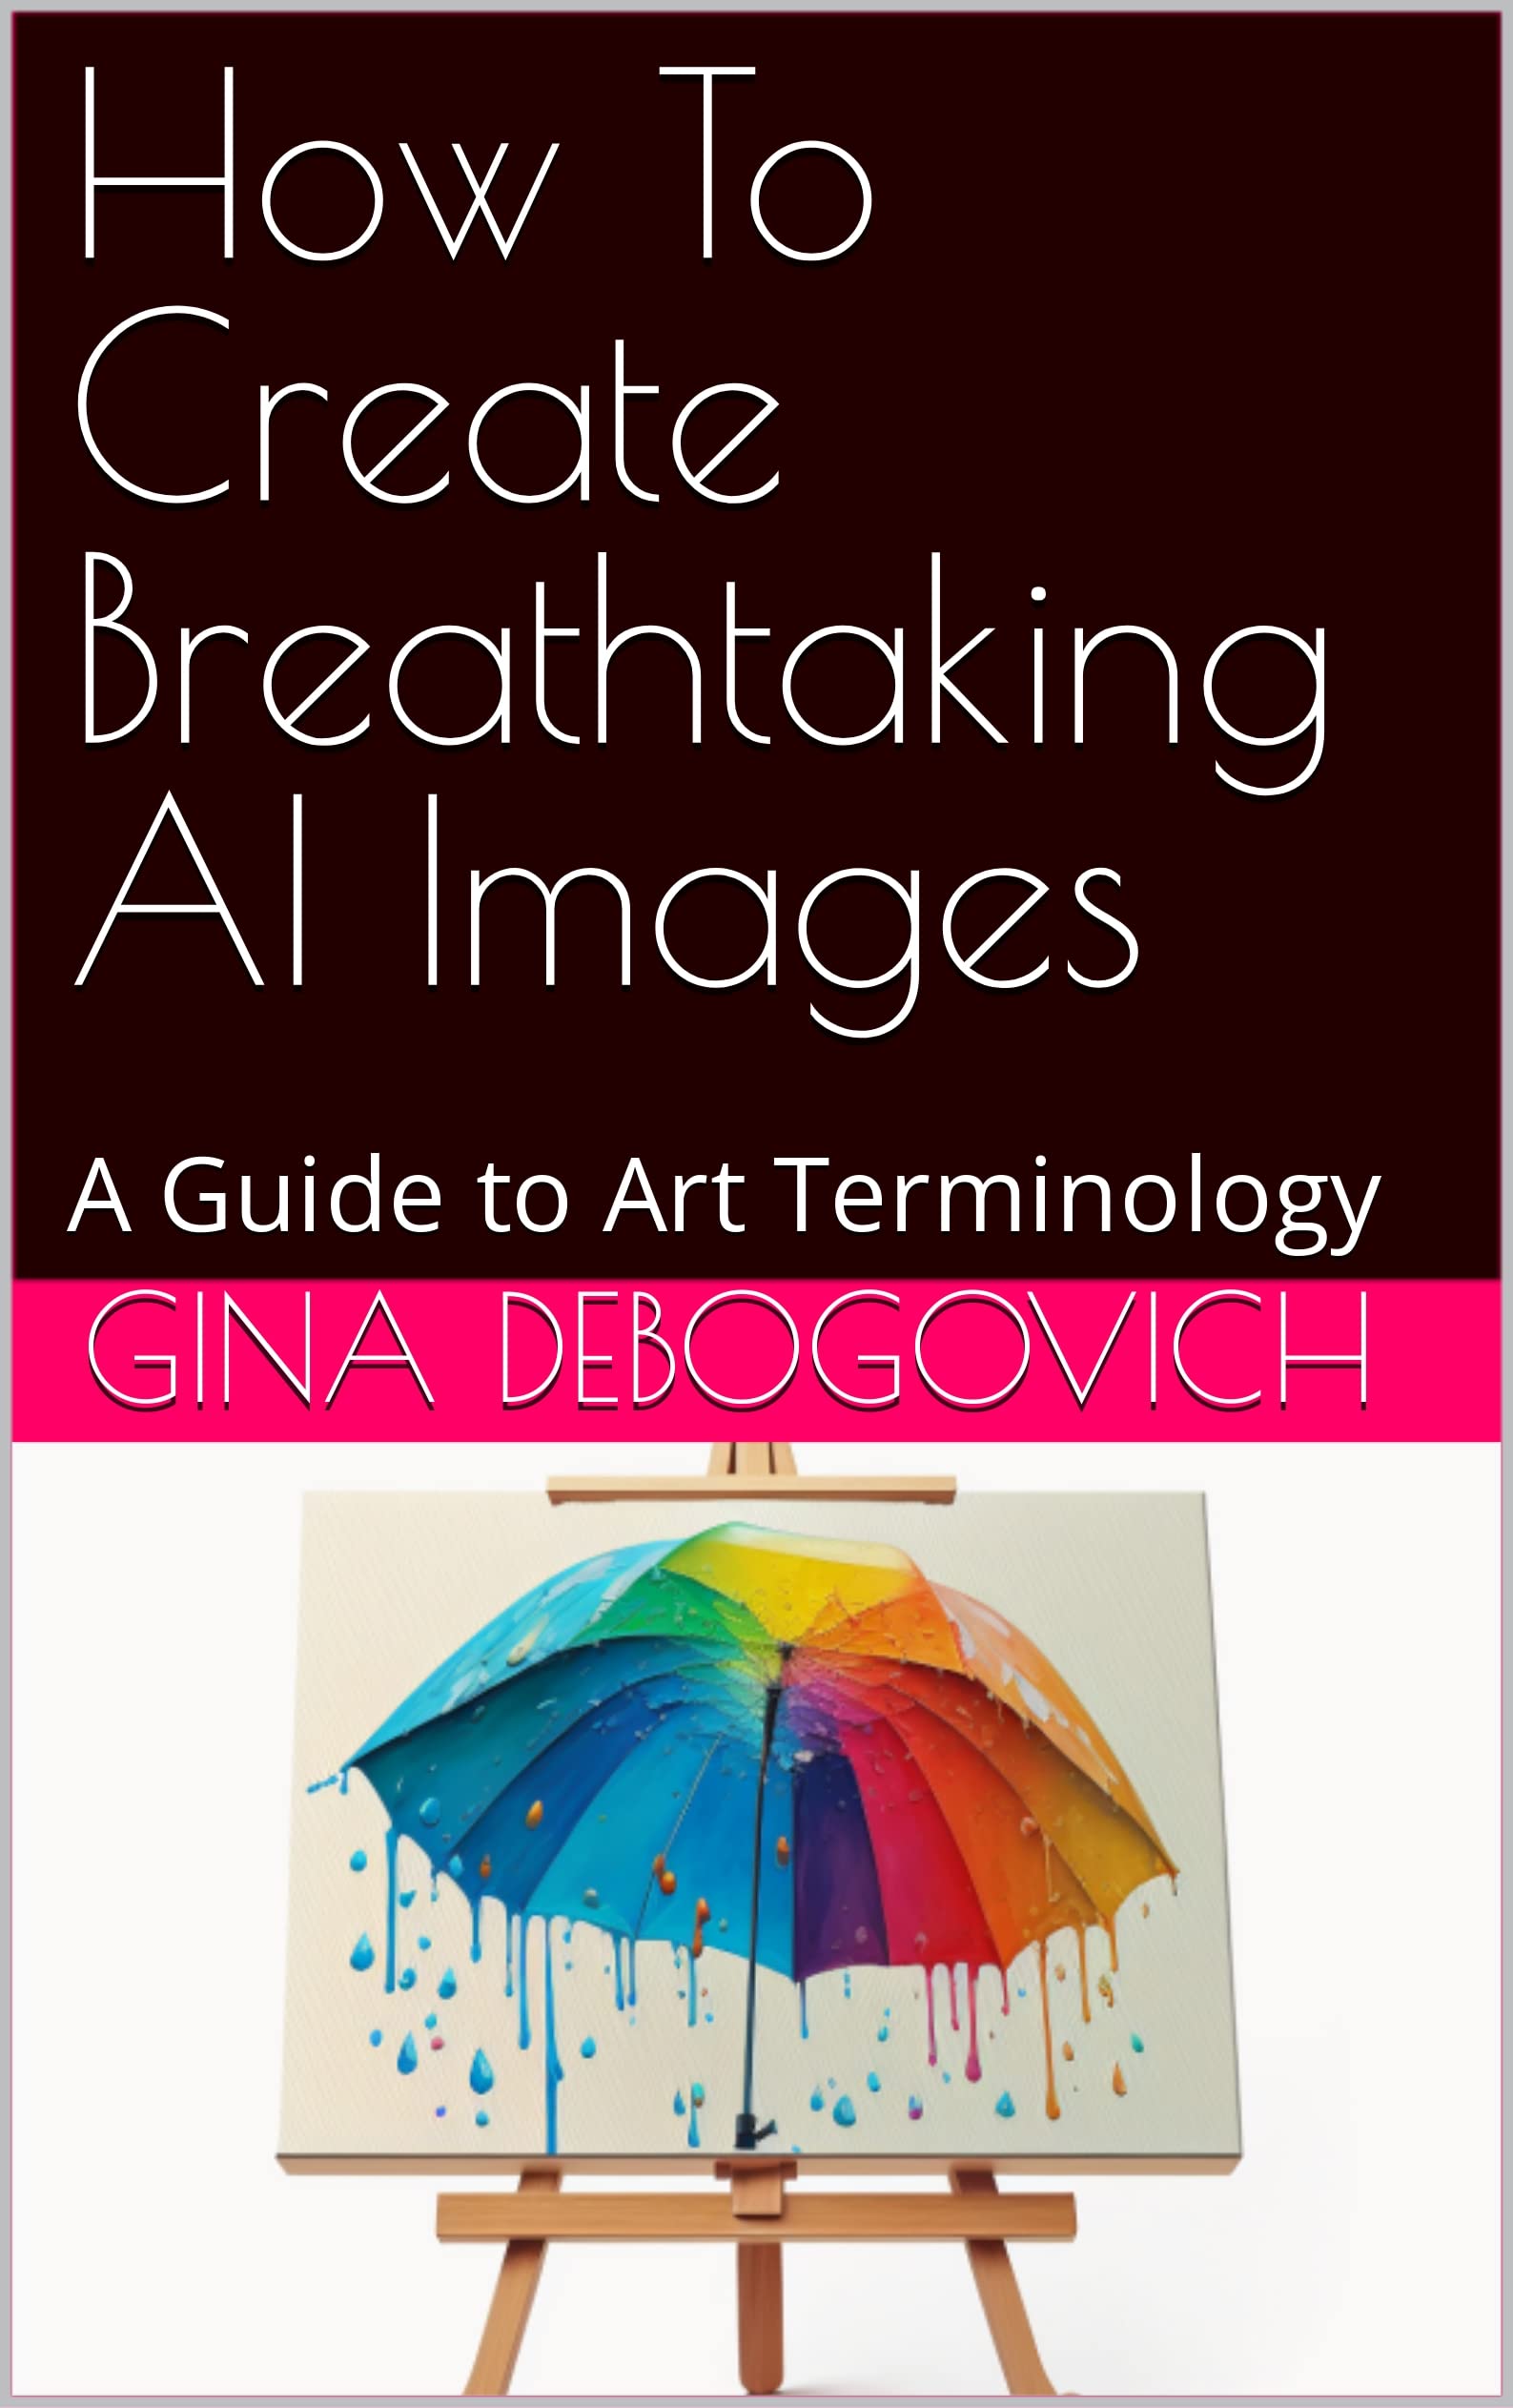 How To
Create
Breathtaking
AI Images
A Guide to Art Terminology
GINA DEBOGOVICH